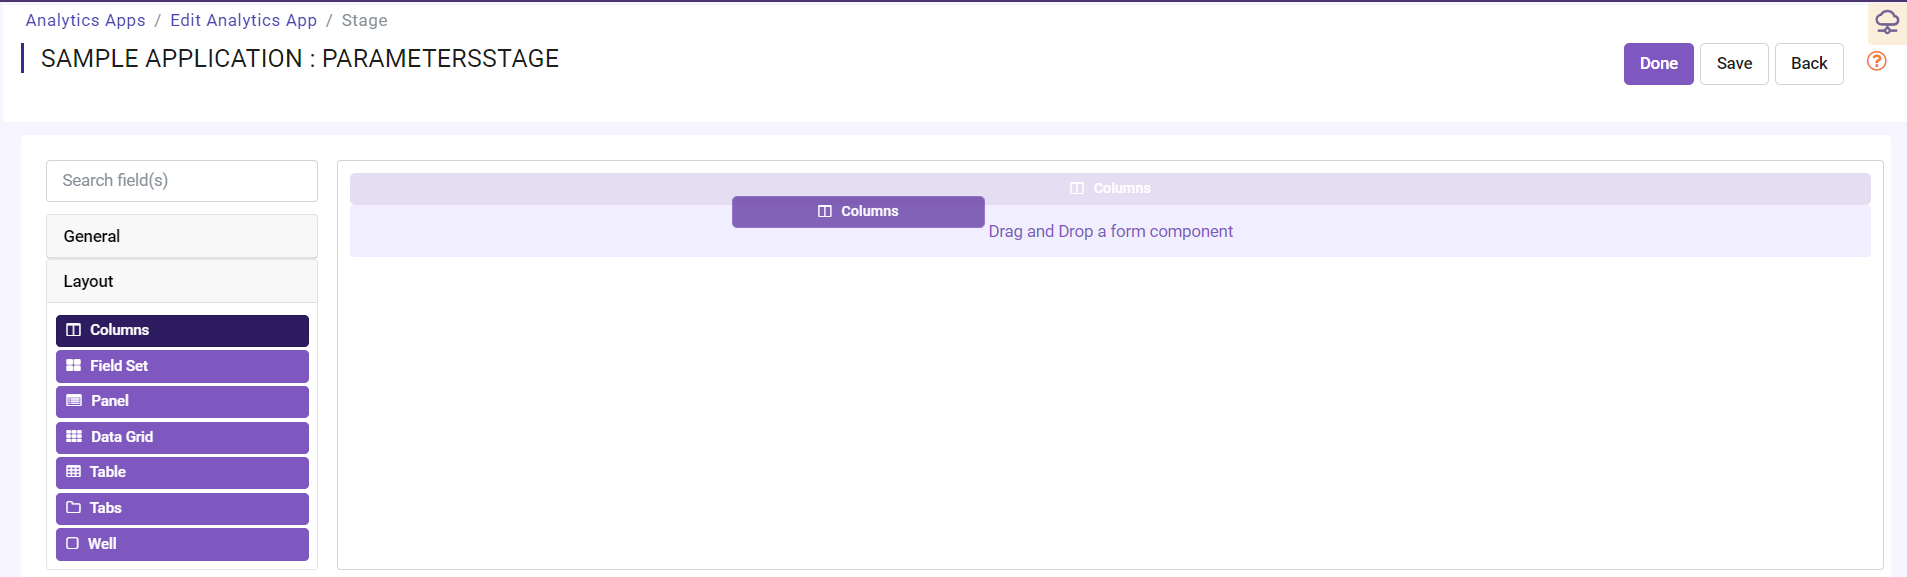 Analytics Apps / Edit Analytics App / Stage
SAMPLE APPLICATION : PARAMETERSSTAGE
Done
Save
Back
Search field(s)
General
Layout
Columns
Field Set
Panel
Data Grid
Table
Tabs
Well
Columns
Columns
Drag and Drop a form component